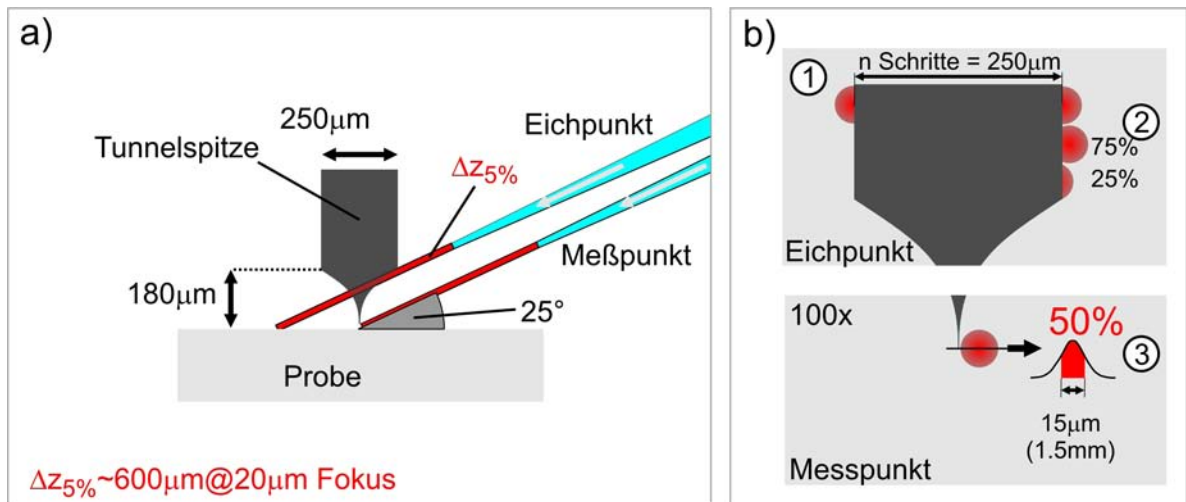 a)
250μm
Tunnelspitze
Eichpunkt
Δz5%
Meßpunkt
180μm
25°
Probe
Δz5%~600μm@20μm Fokus
b)
n Schritte = 250μm
1
2
75%
25%
Eichpunkt
100x
50%
3
15μm
(1.5mm)
Messpunkt